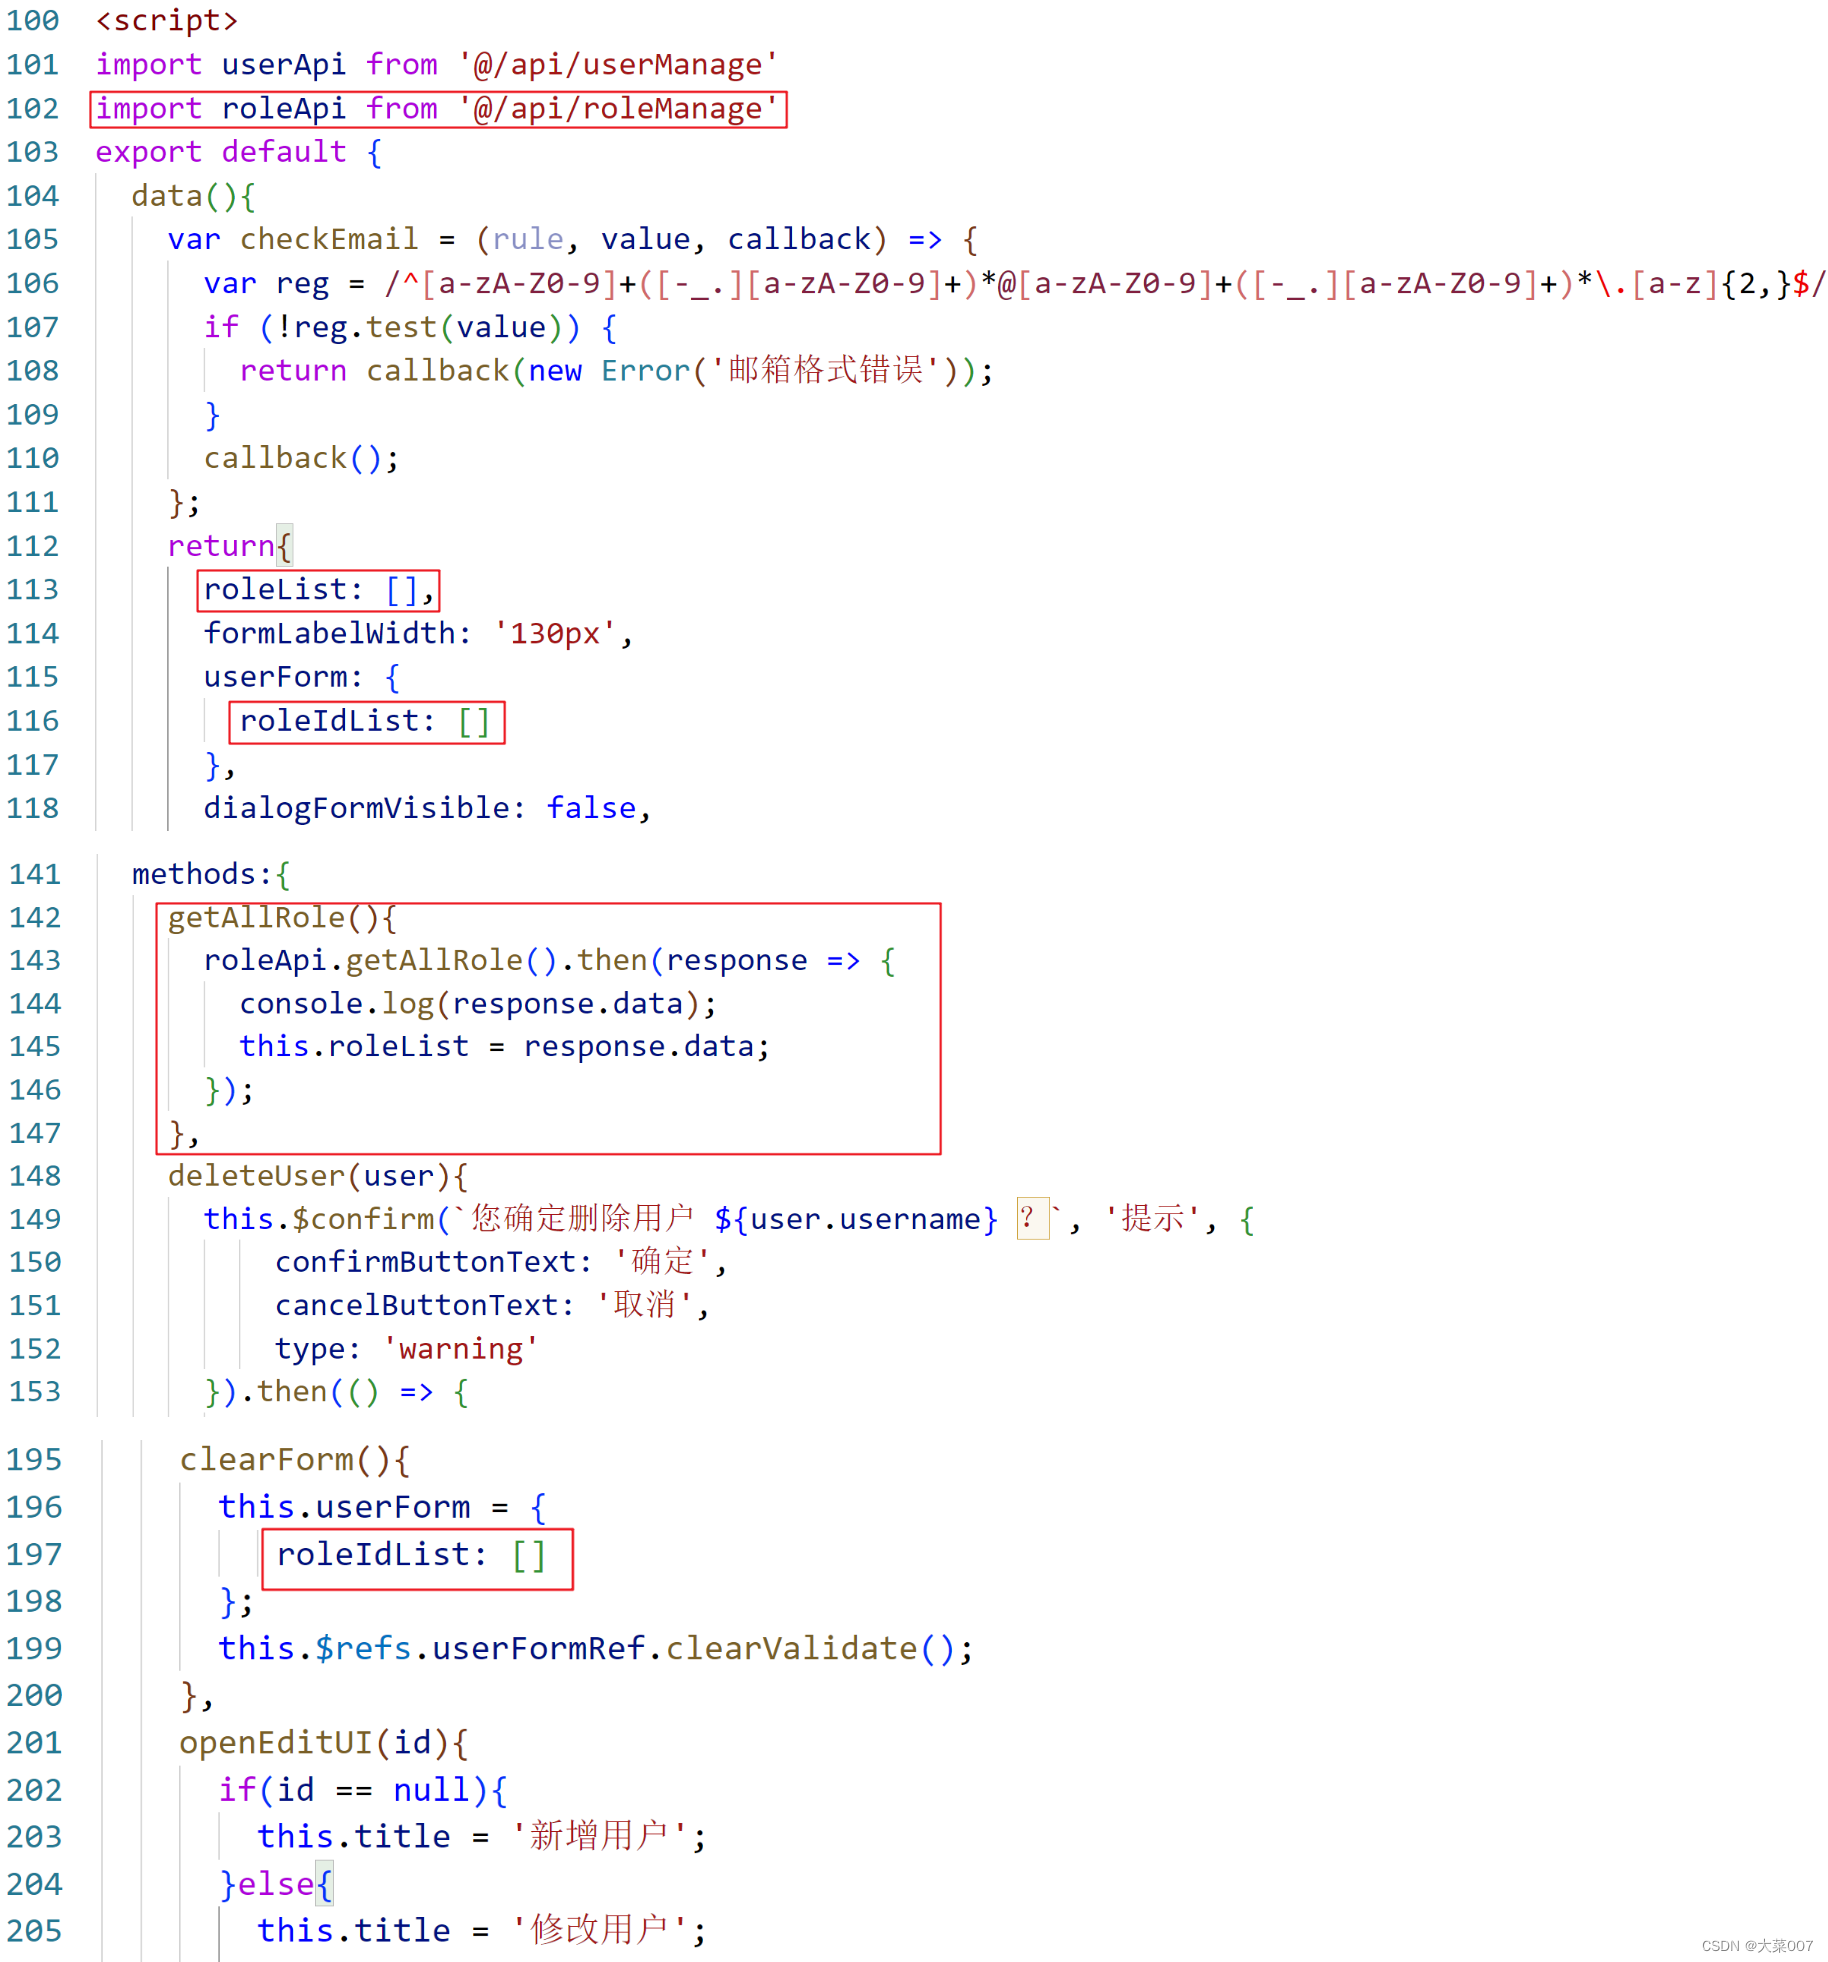 100 <script>
101 import userApi from '@/api/userManage'
102 import roleApi from '@/api/roleManage'
103 export default {
104 data(){
105 var checkEmail = (rule, value, callback) => {
106 var reg = /^[a-zA-Z0-9]+([-_.][a-zA-Z0-9]+)*@[a-zA-Z0-9]+([-_.][a-zA-Z0-9]+)*\.[a-z]{2,}$/
107 if (!reg.test(value)) {
108 return callback(new Error('邮箱格式错误'));
109 }
110 callback();
111 };
112 return{
113 roleList: [],
114 formLabelWidth: '130px',
115 userForm: {
116 roleIdList: []
117 },
118 dialogFormVisible: false,
141 methods:{
142 getAllRole(){
143 roleApi.getAllRole().then(response => {
144 console.log(response.data);
145 this.roleList = response.data;
146 });
147 },
148 deleteUser(user){
149 this.$confirm(`您确定删除用户 ${user.username} ？`, '提示', {
150 confirmButtonText: '确定',
151 cancelButtonText: '取消',
152 type: 'warning'
153 }).then(() => {
195 clearForm(){
196 this.userForm = {
197 roleIdList: []
198 };
199 this.$refs.userFormRef.clearValidate();
200 },
201 openEditUI(id){
202 if(id == null){
203 this.title = '新增用户';
204 }else{
205 this.title = '修改用户';
CSDN @大菜007